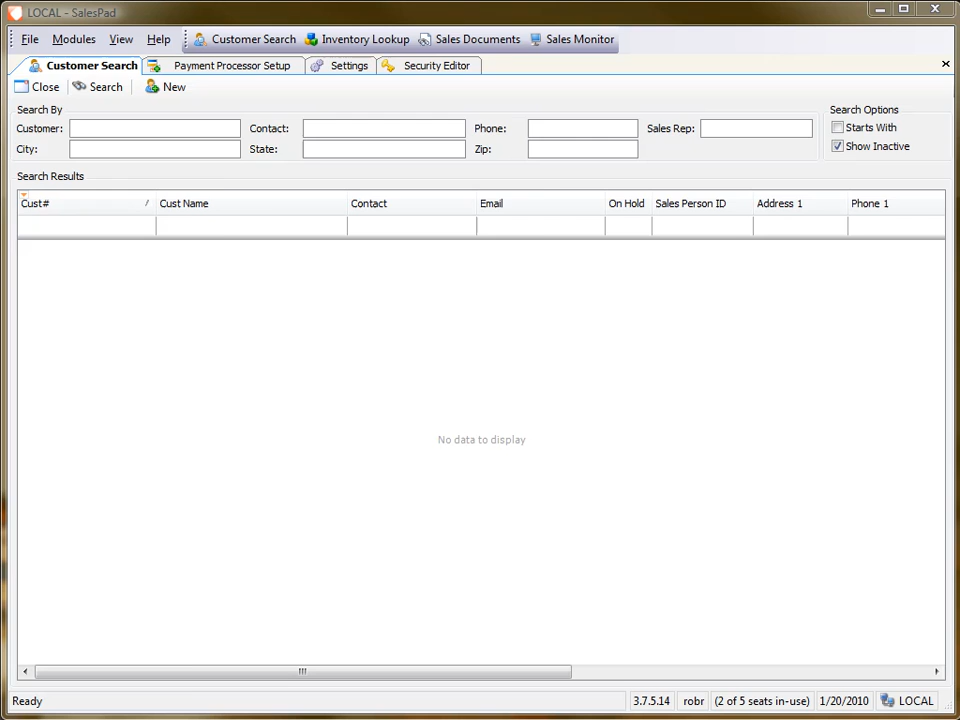 LOCAL - SalesPad
File Modules View Help Customer Search Inventory Lookup Sales Documents Sales Monitor
Customer Search Payment Processor Setup Settings Security Editor
Close Search New
Search By Search Options
Customer: Contact: Phone: Sales Rep: Starts With
City: State: Zip: Show Inactive
Search Results
Cust# Cust Name Contact Email On Hold Sales Person ID Address 1 Phone 1
No data to display
Ready 3.7.5.14 robr (2 of 5 seats in-use) 1/20/2010 LOCAL